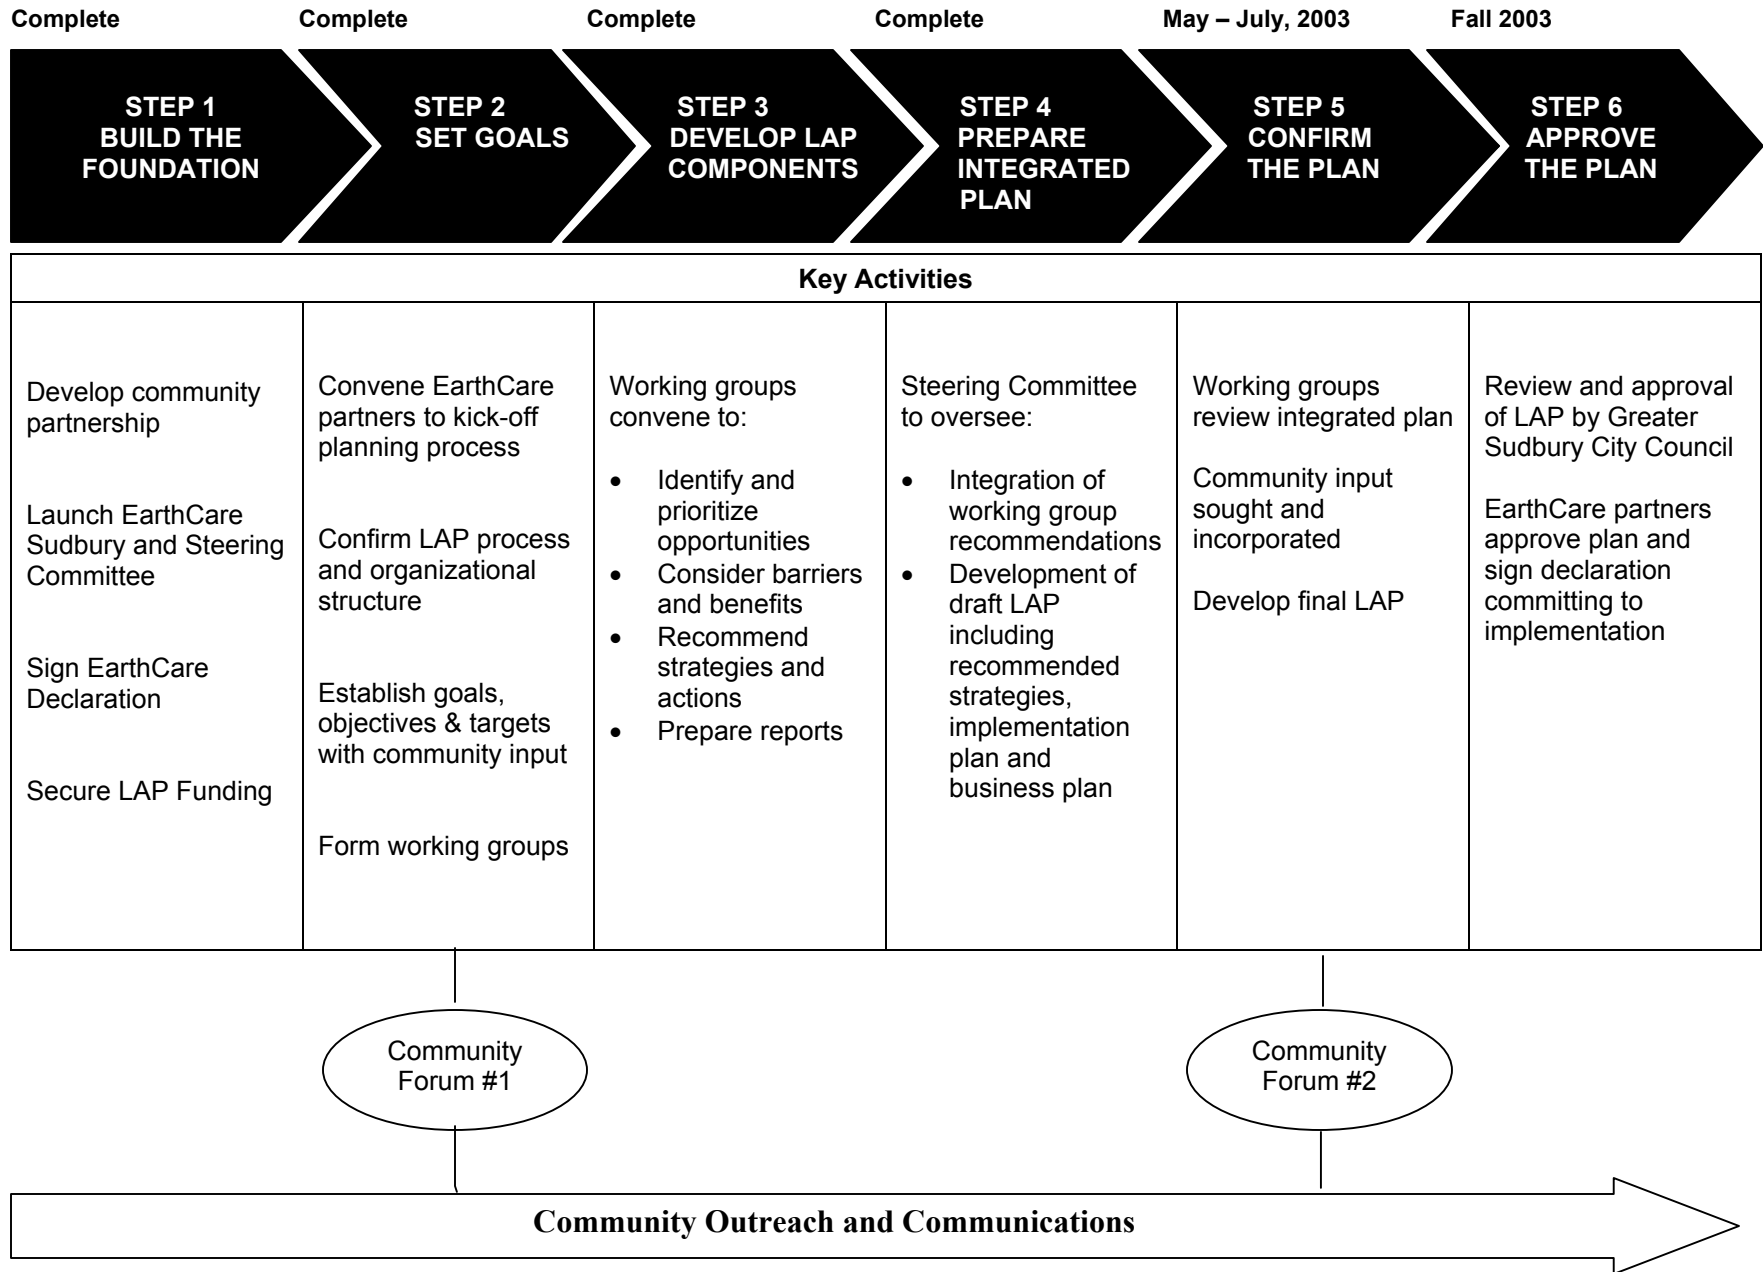 Complete
Complete
Complete
Complete
May – July, 2003
Fall 2003
STEP 1
BUILD THE
FOUNDATION
STEP 2
SET GOALS
STEP 3
DEVELOP LAP
COMPONENTS
STEP 4
PREPARE
INTEGRATED
PLAN
STEP 5
CONFIRM
THE PLAN
STEP 6
APPROVE
THE PLAN
Key Activities
Develop community
partnership
Launch EarthCare
Sudbury and Steering
Committee
Sign EarthCare
Declaration
Secure LAP Funding
Convene EarthCare
partners to kick-off
planning process
Confirm LAP process
and organizational
structure
Establish goals,
objectives & targets
with community input
Form working groups
Working groups
convene to:
• Identify and
prioritize
opportunities
• Consider barriers
and benefits
• Recommend
strategies and
actions
• Prepare reports
Steering Committee
to oversee:
• Integration of
working group
recommendations
• Development of
draft LAP
including
recommended
strategies,
implementation
plan and
business plan
Working groups
review integrated plan
Community input
sought and
incorporated
Develop final LAP
Review and approval
of LAP by Greater
Sudbury City Council
EarthCare partners
approve plan and
sign declaration
committing to
implementation
Community
Forum #1
Community
Forum #2
Community Outreach and Communications